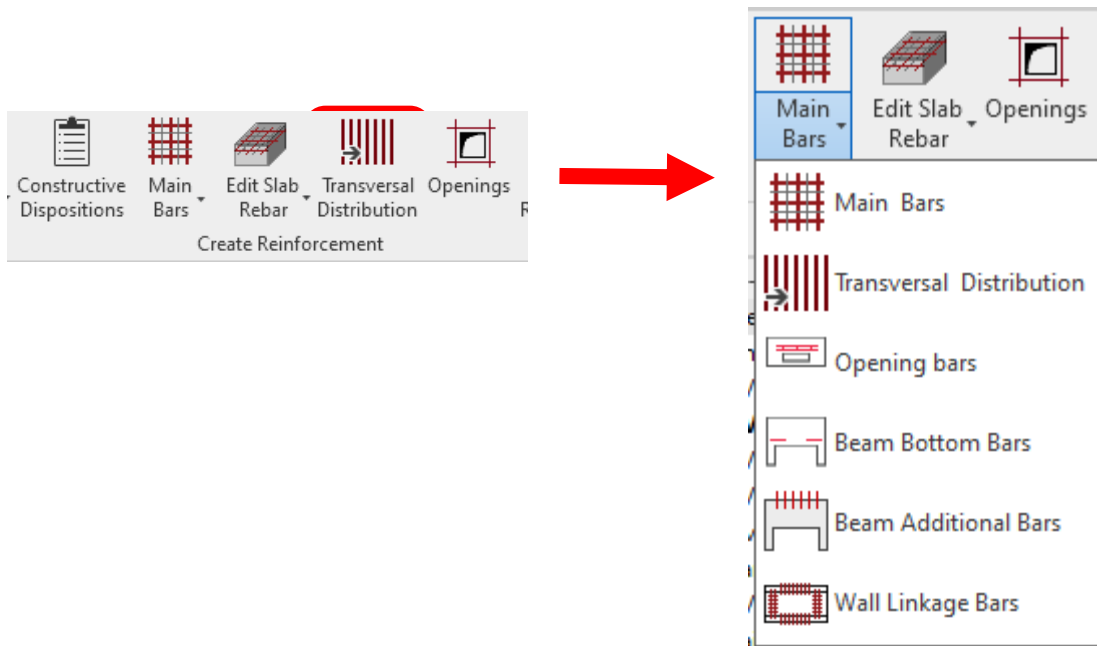 Constructive
Dispositions
Main
Bars
Edit Slab
Rebar
Transversal
Distribution
Openings
Create Reinforcement
Main
Bars
Edit Slab
Rebar
Openings
Main Bars
Transversal Distribution
Opening bars
Beam Bottom Bars
Beam Additional Bars
Wall Linkage Bars